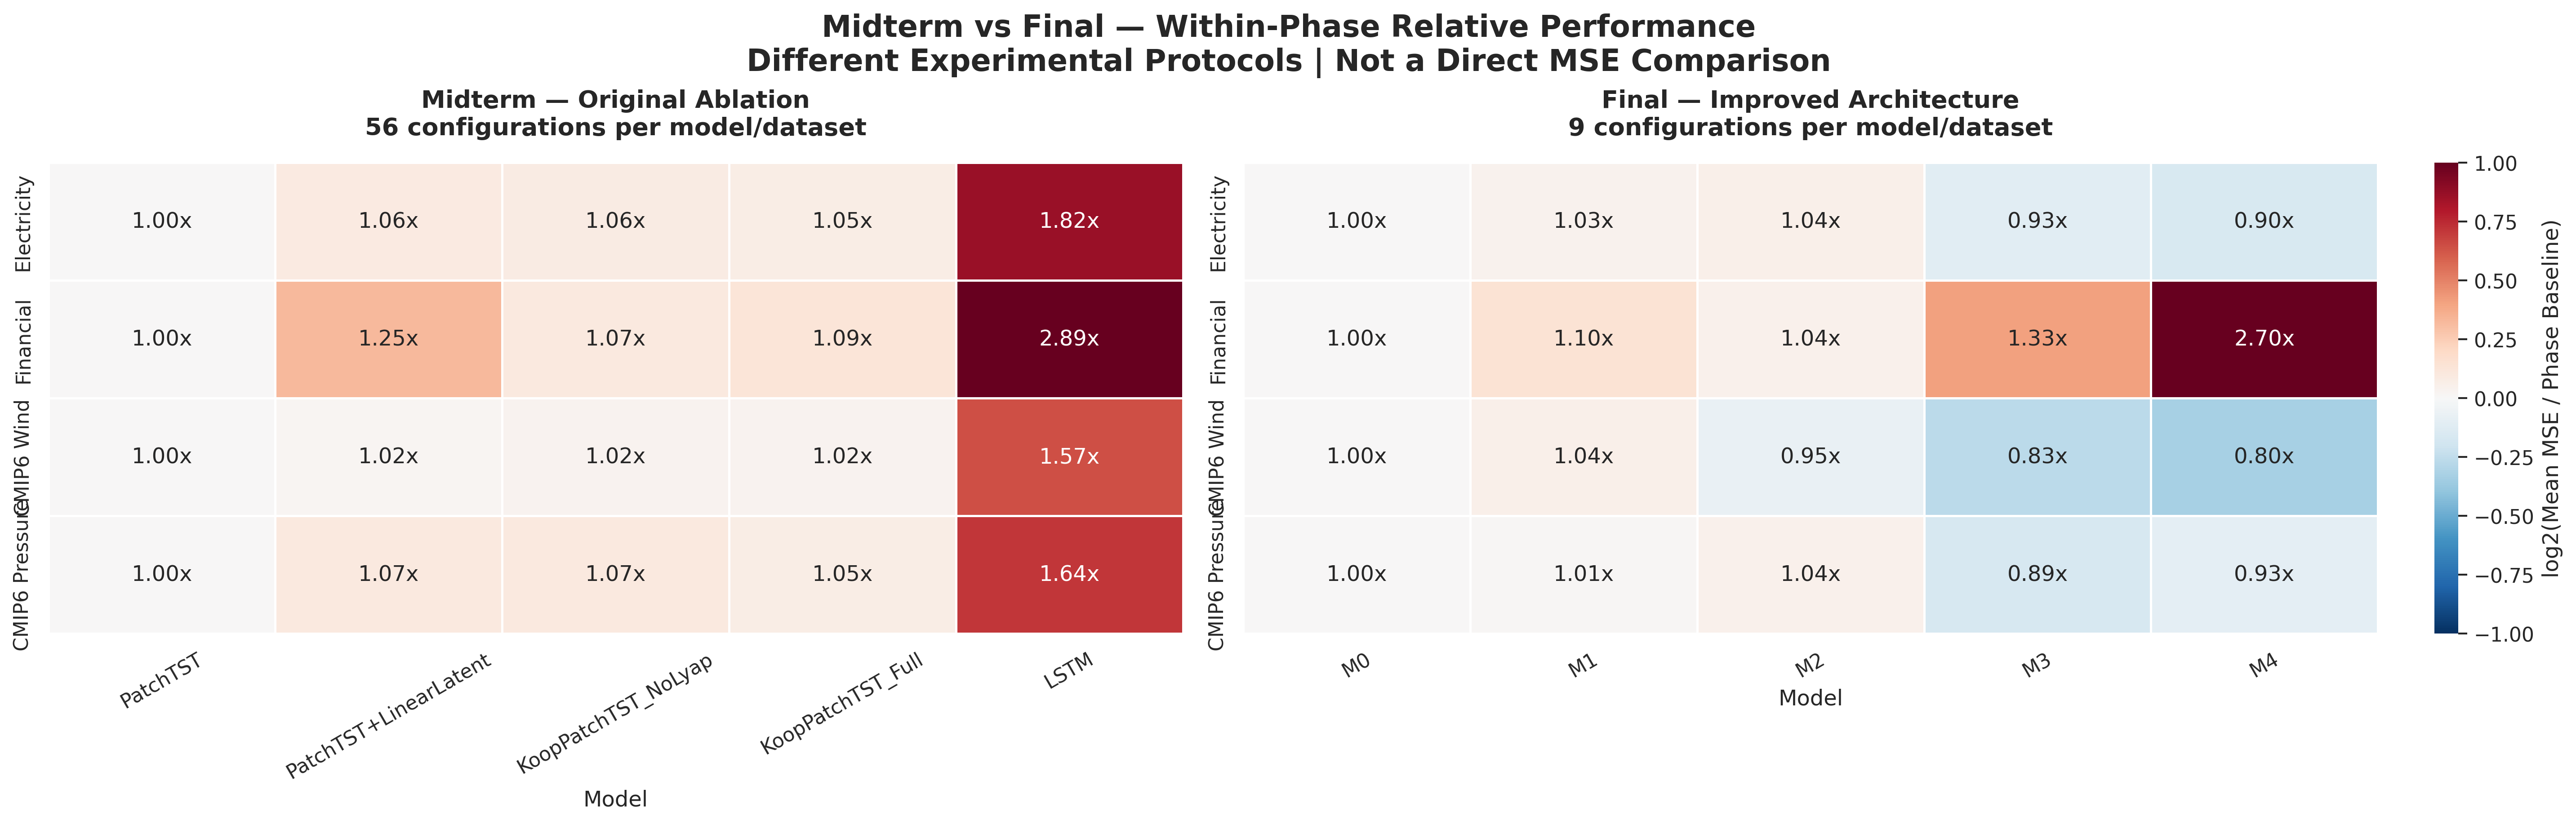 Midterm vs Final — Within-Phase Relative Performance
Different Experimental Protocols | Not a Direct MSE Comparison
Midterm — Original Ablation
56 configurations per model/dataset
Electricity
1.00x 1.06x 1.06x 1.05x 1.82x
Financial
1.00x 1.25x 1.07x 1.09x 2.89x
CMIP6 Wind
1.00x 1.02x 1.02x 1.02x 1.57x
CMIP6 Pressure
1.00x 1.07x 1.07x 1.05x 1.64x
PatchTST
PatchTST+LinearLatent
KoopPatchTST_NoLyap
KoopPatchTST_Full
LSTM
Model
Final — Improved Architecture
9 configurations per model/dataset
Electricity
1.00x 1.03x 1.04x 0.93x 0.90x
Financial
1.00x 1.10x 1.04x 1.33x 2.70x
CMIP6 Wind
1.00x 1.04x 0.95x 0.83x 0.80x
CMIP6 Pressure
1.00x 1.01x 1.04x 0.89x 0.93x
M0
M1
M2
M3
M4
Model
1.00
0.75
0.50
0.25
0.00
−0.25
−0.50
−0.75
−1.00
log2(Mean MSE / Phase Baseline)